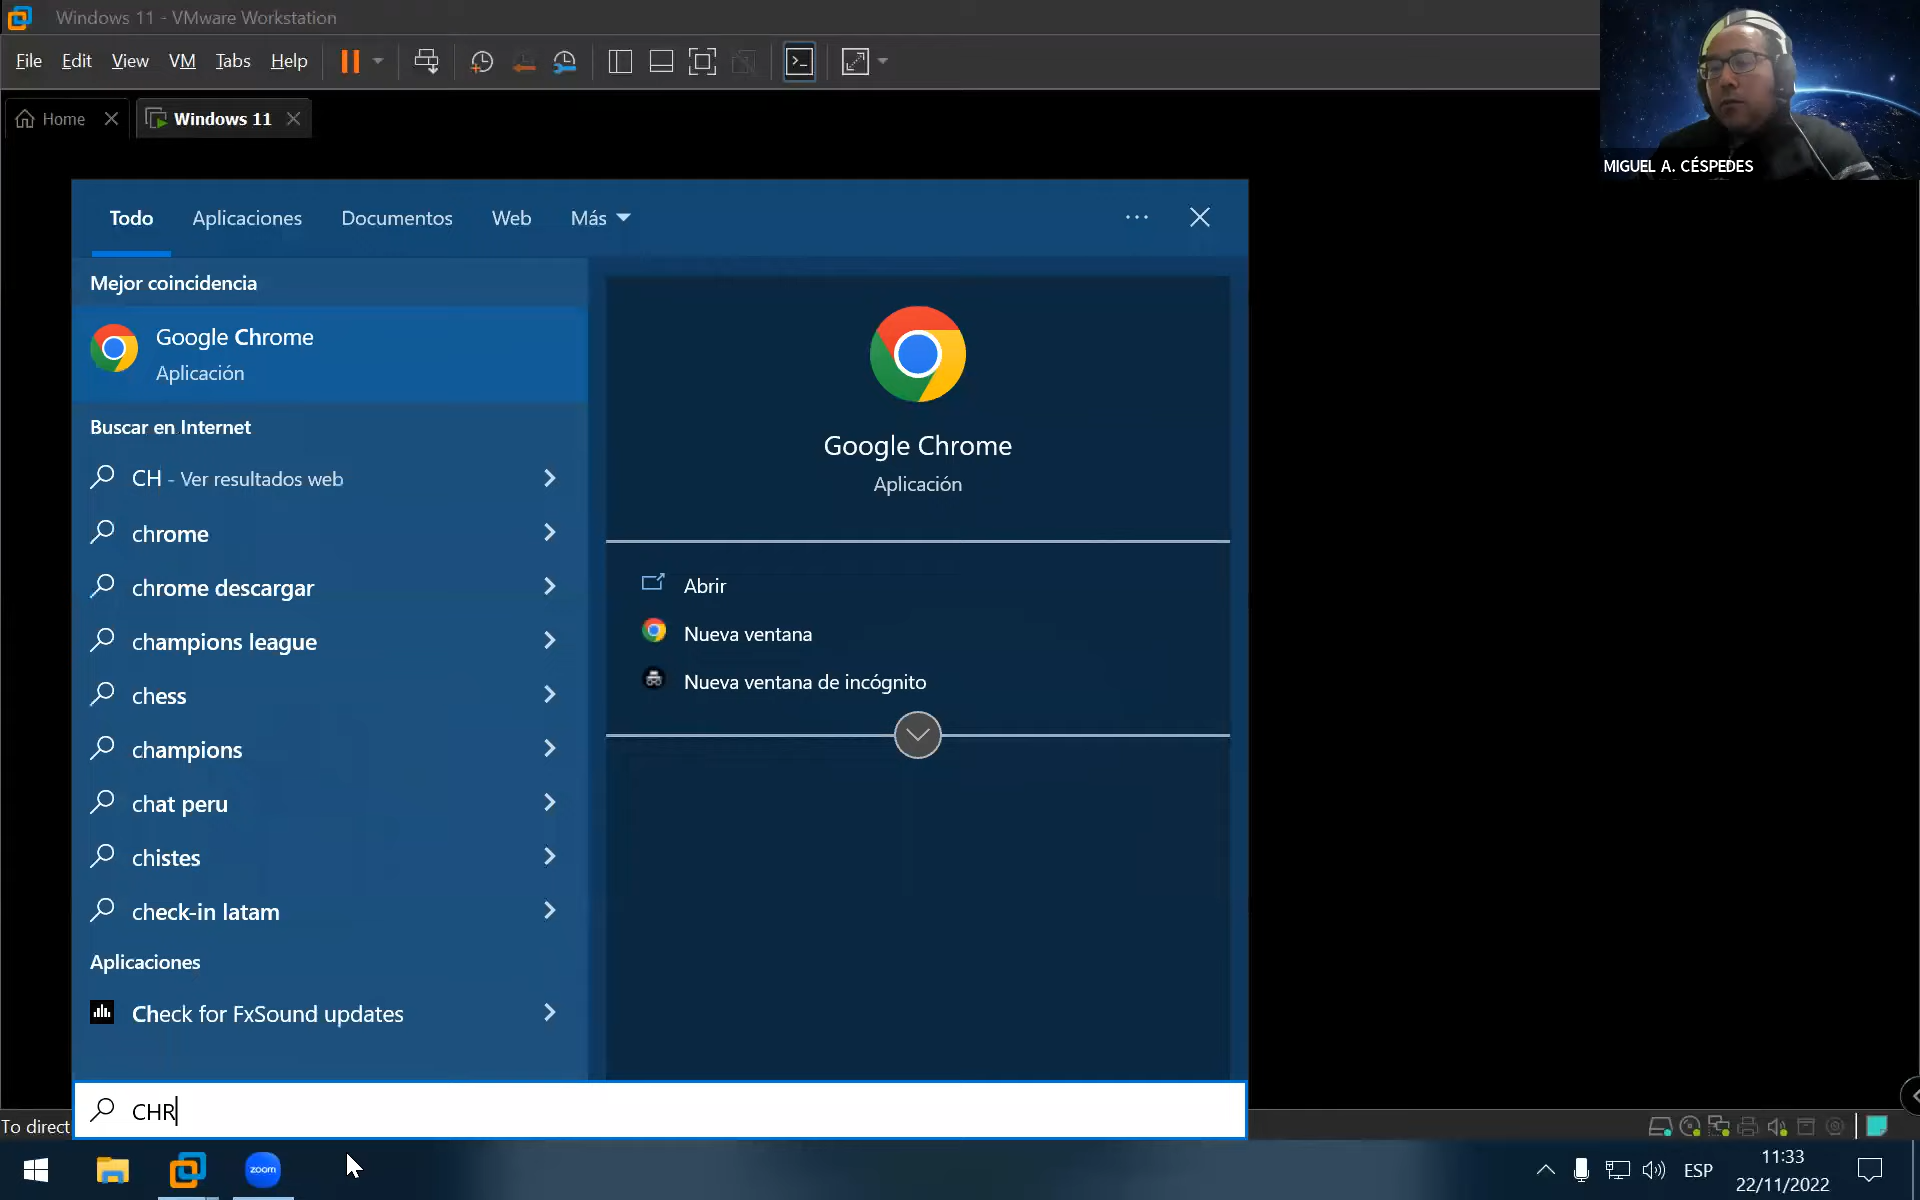 Windows 11 - VMware Workstation
File Edit View VM Tabs Help
Home
Windows 11
MIGUEL A. CÉSPEDES
Todo Aplicaciones Documentos Web Más
Mejor coincidencia
Google Chrome
Aplicación
Buscar en Internet
CH - Ver resultados web
chrome
chrome descargar
champions league
chess
champions
chat peru
chistes
check-in latam
Aplicaciones
Check for FxSound updates
Google Chrome
Aplicación
Abrir
Nueva ventana
Nueva ventana de incógnito
CHR
To direct
zoom
ESP
11:33
22/11/2022